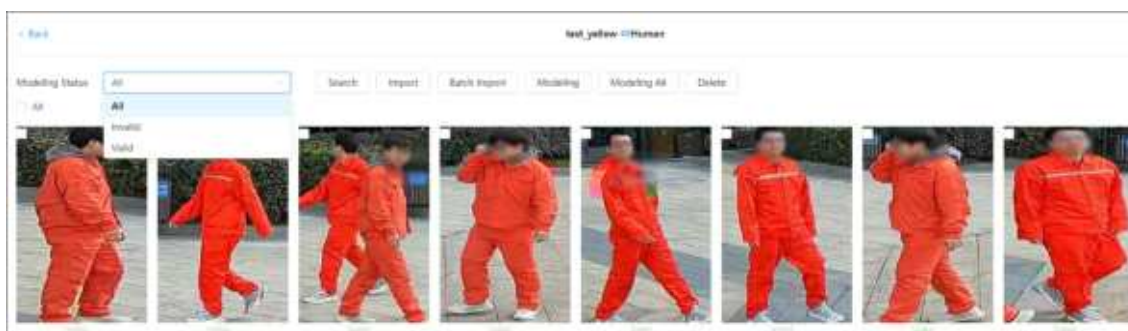 < Back
test_yellow Human
Modeling Status All Search Import Batch Import Modeling Modeling All Delete
All
All
Invalid
Valid